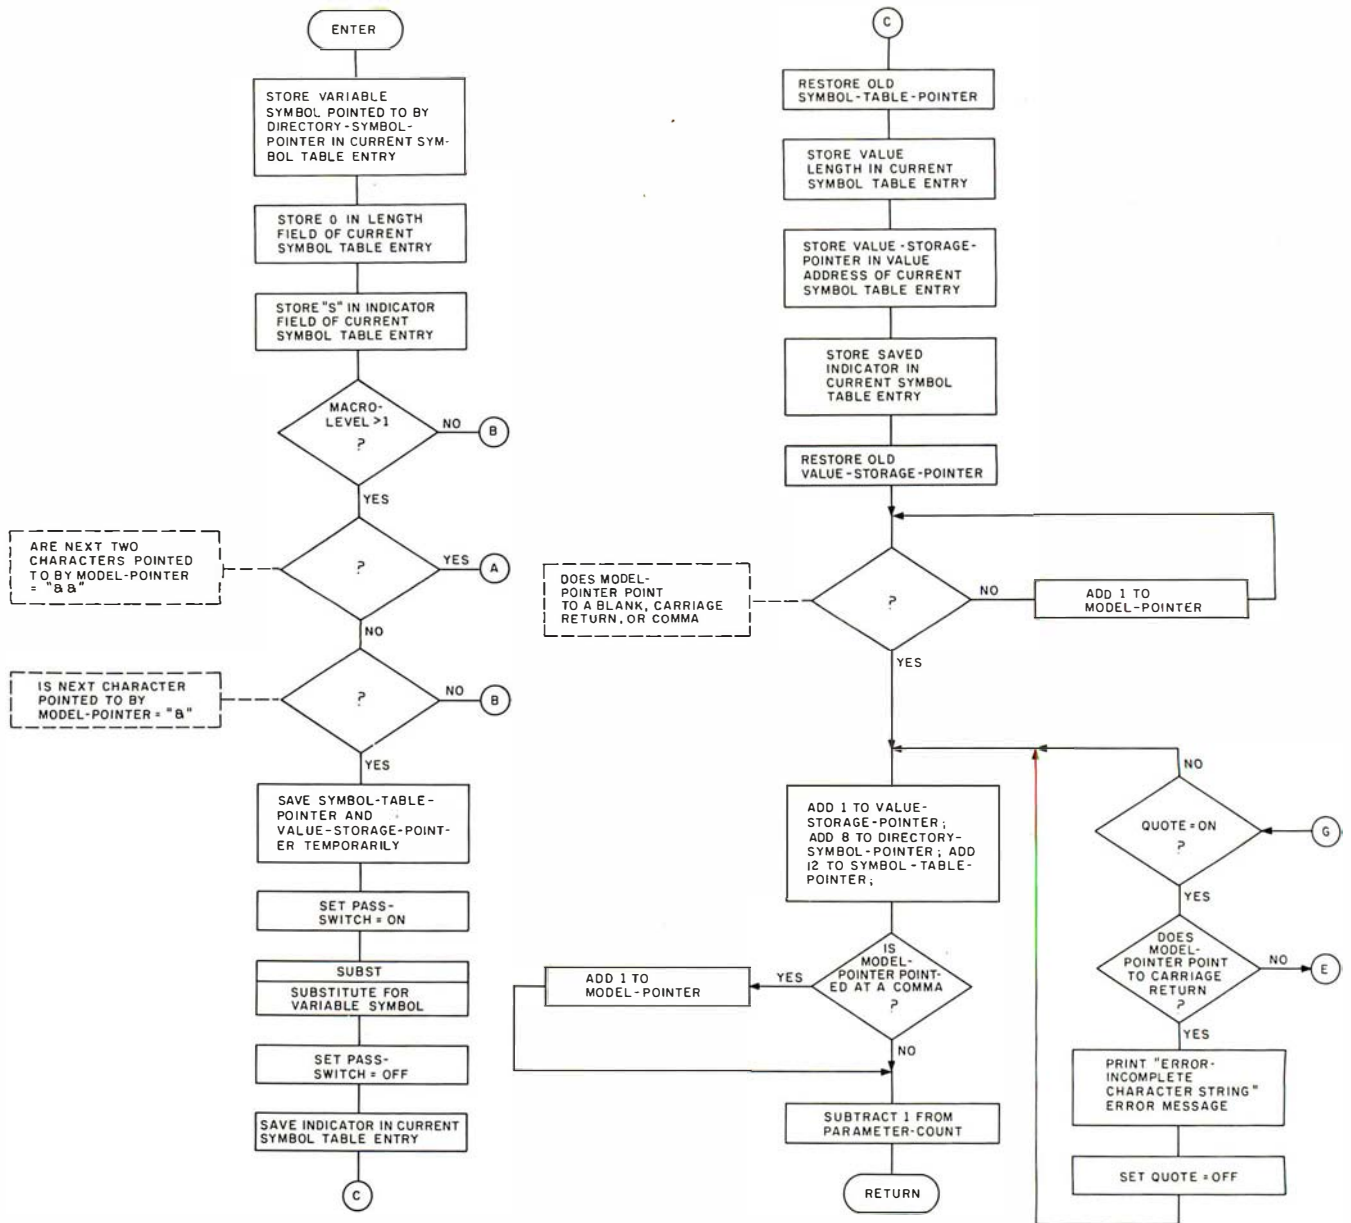 ENTER
STORE VARIABLE
SYMBOL POINTED TO BY
DIRECTORY-SYMBOL-
POINTER IN CURRENT SYM-
BOL TABLE ENTRY
STORE 0 IN LENGTH
FIELD OF CURRENT
SYMBOL TABLE ENTRY
STORE "S" IN INDICATOR
FIELD OF CURRENT
SYMBOL TABLE ENTRY
MACRO-
LEVEL >1
?
NO
B
YES
ARE NEXT TWO
CHARACTERS POINTED
TO BY MODEL-POINTER
= "&&"
?
YES
A
NO
IS NEXT CHARACTER
POINTED TO BY
MODEL-POINTER = "&"
?
NO
B
YES
SAVE SYMBOL-TABLE-
POINTER AND
VALUE-STORAGE-POINT-
ER TEMPORARILY
SET PASS-
SWITCH = ON
SUBST
SUBSTITUTE FOR
VARIABLE SYMBOL
SET PASS-
SWITCH = OFF
SAVE INDICATOR IN CURRENT
SYMBOL TABLE ENTRY
C
C
RESTORE OLD
SYMBOL-TABLE-POINTER
STORE VALUE
LENGTH IN CURRENT
SYMBOL TABLE ENTRY
STORE VALUE-STORAGE-
POINTER IN VALUE
ADDRESS OF CURRENT
SYMBOL TABLE ENTRY
STORE SAVED
INDICATOR IN
CURRENT SYMBOL
TABLE ENTRY
RESTORE OLD
VALUE-STORAGE-POINTER
DOES MODEL-
POINTER POINT
TO A BLANK, CARRIAGE
RETURN, OR COMMA
?
NO
ADD 1 TO
MODEL-POINTER
YES
ADD 1 TO VALUE-
STORAGE-POINTER;
ADD 8 TO DIRECTORY-
SYMBOL-POINTER; ADD
12 TO SYMBOL-TABLE-
POINTER;
IS
MODEL-
POINTER POINT-
ED AT A COMMA
?
YES
ADD 1 TO
MODEL-POINTER
NO
SUBTRACT 1 FROM
PARAMETER-COUNT
RETURN
NO
QUOTE = ON
?
G
YES
DOES
MODEL-
POINTER POINT
TO CARRIAGE
RETURN
?
NO
E
YES
PRINT "ERROR-
INCOMPLETE
CHARACTER STRING"
ERROR MESSAGE
SET QUOTE = OFF